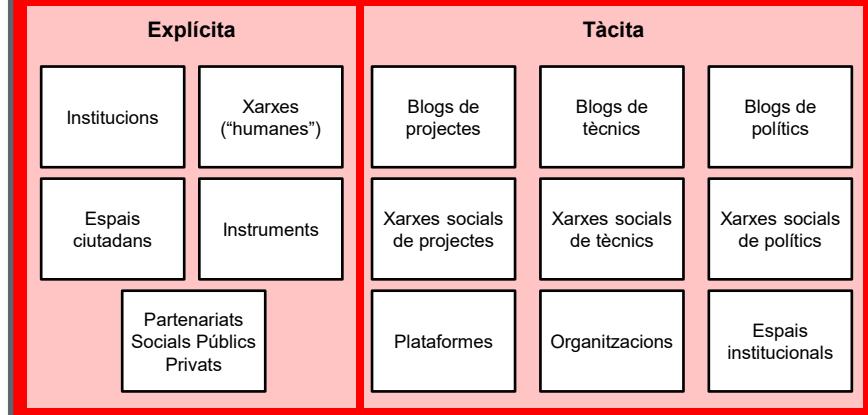 Explícita
Institucions
Xarxes
(“humanes”)
Espais
ciutadans
Instruments
Partenariats
Socials Públics
Privats
Tàcita
Blogs de
projectes
Blogs de
tècnics
Blogs de
polítics
Xarxes socials
de projectes
Xarxes socials
de tècnics
Xarxes socials
de polítics
Plataformes
Organitzacions
Espais
institucionals